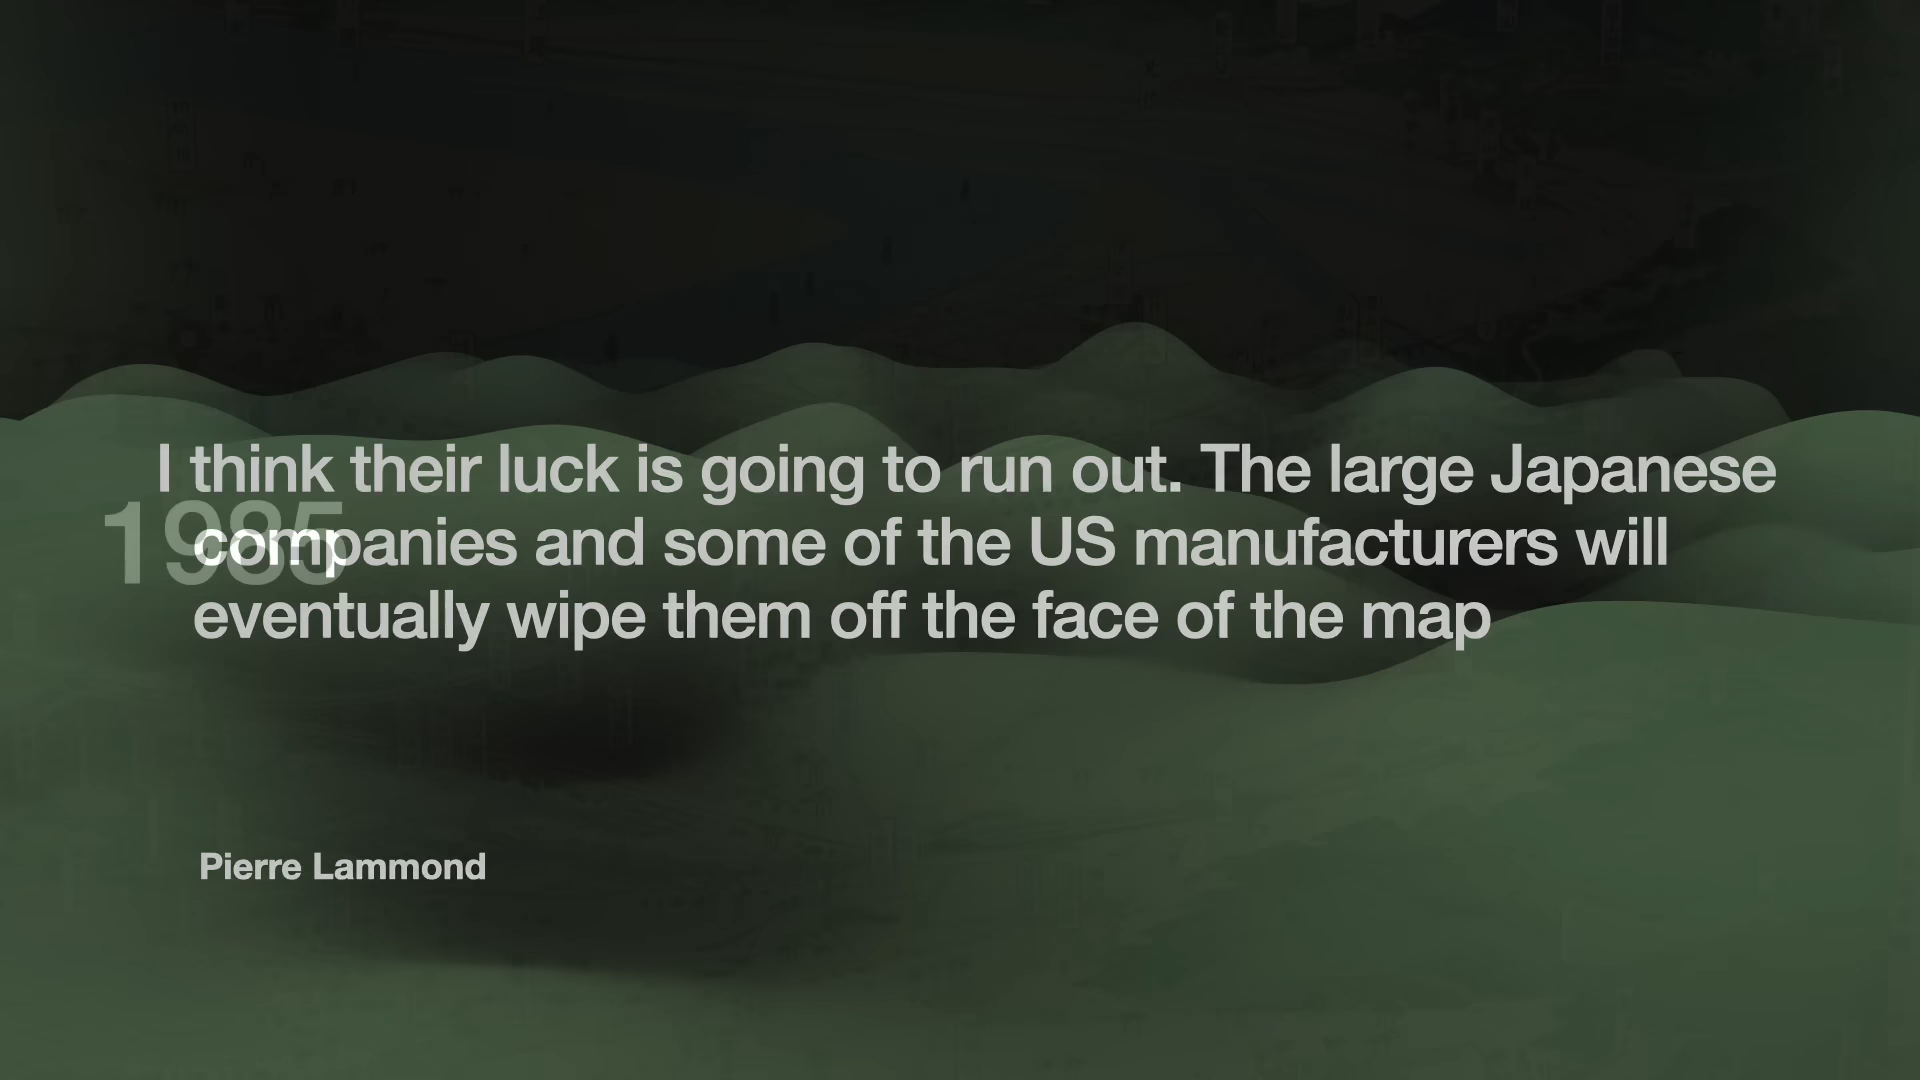 I think their luck is going to run out. The large Japanese
1985
companies and some of the US manufacturers will
eventually wipe them off the face of the map
Pierre Lammond